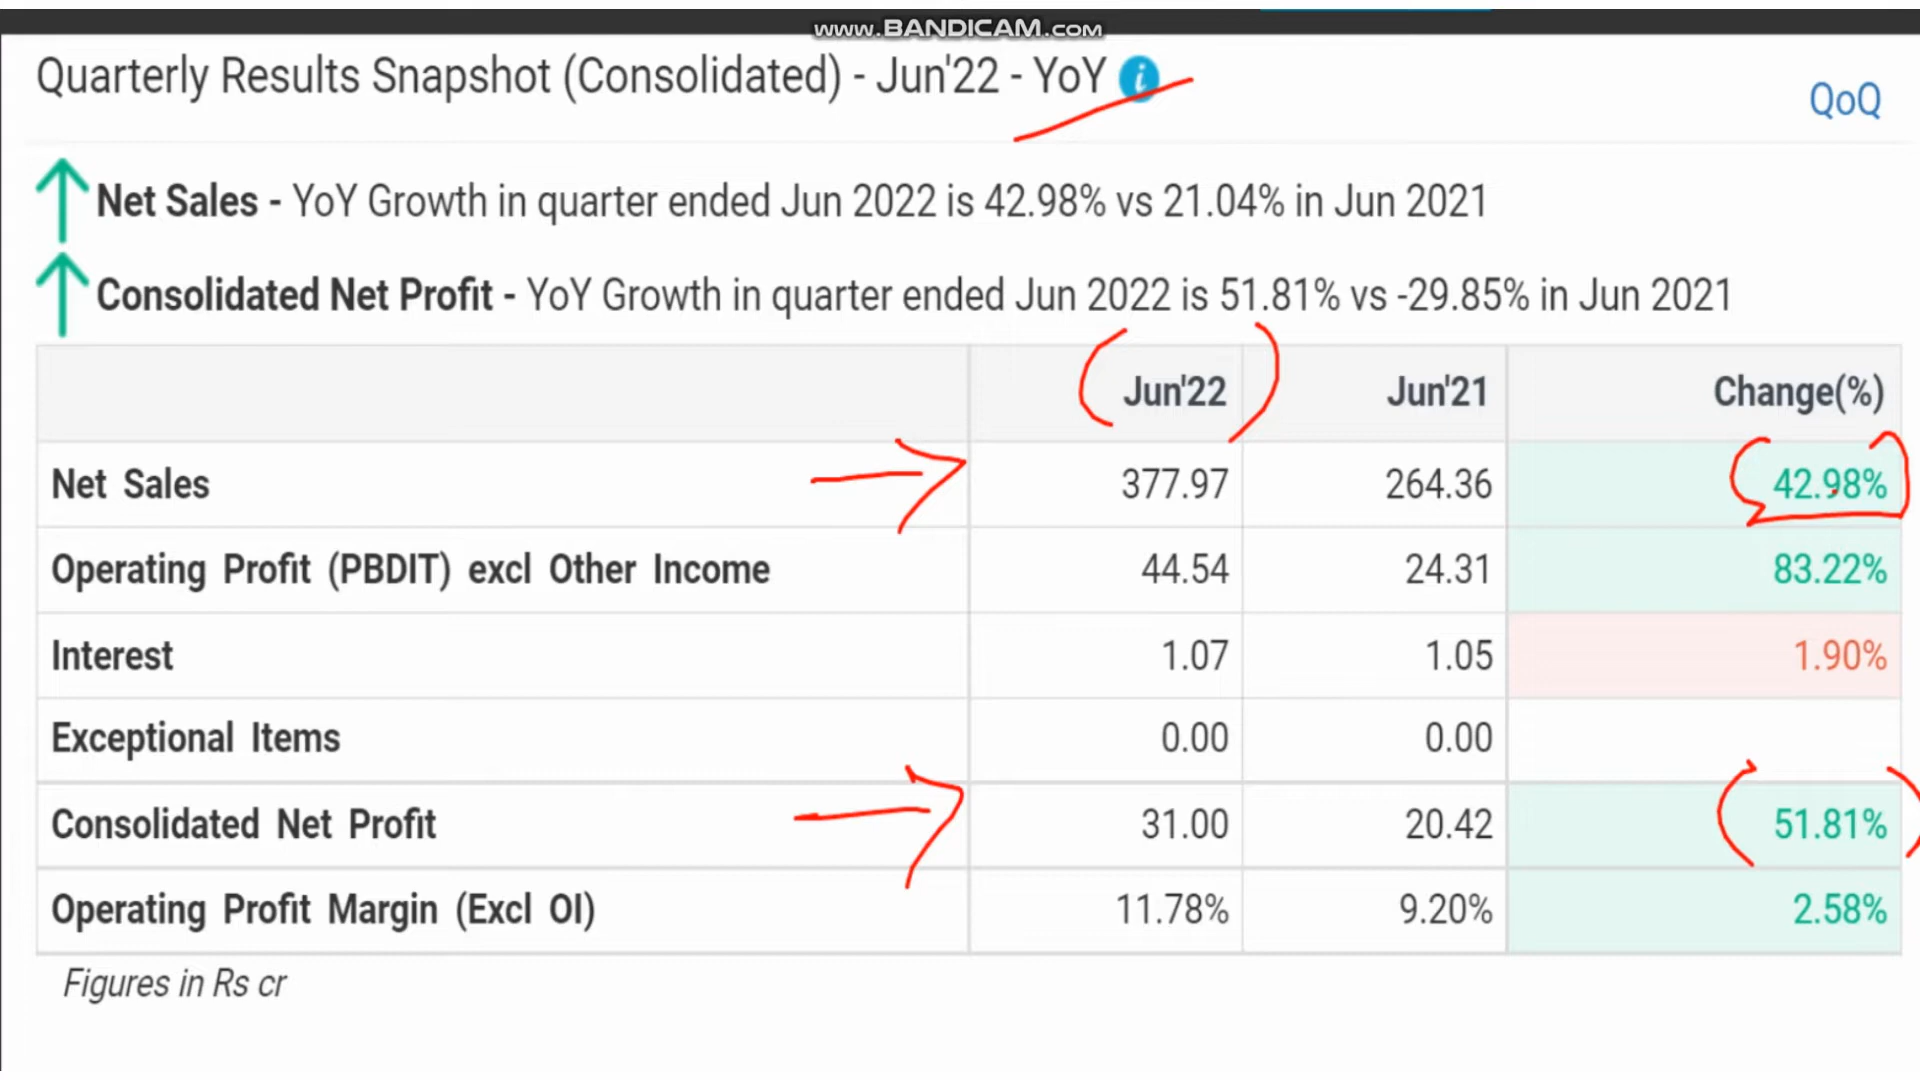 www.BANDICAM.com
Quarterly Results Snapshot (Consolidated) - Jun'22 - YoY i
QoQ
Net Sales - YoY Growth in quarter ended Jun 2022 is 42.98% vs 21.04% in Jun 2021
Consolidated Net Profit - YoY Growth in quarter ended Jun 2022 is 51.81% vs -29.85% in Jun 2021
Jun'22 Jun'21 Change(%)
Net Sales 377.97 264.36 42.98%
Operating Profit (PBDIT) excl Other Income 44.54 24.31 83.22%
Interest 1.07 1.05 1.90%
Exceptional Items 0.00 0.00
Consolidated Net Profit 31.00 20.42 51.81%
Operating Profit Margin (Excl OI) 11.78% 9.20% 2.58%
Figures in Rs cr